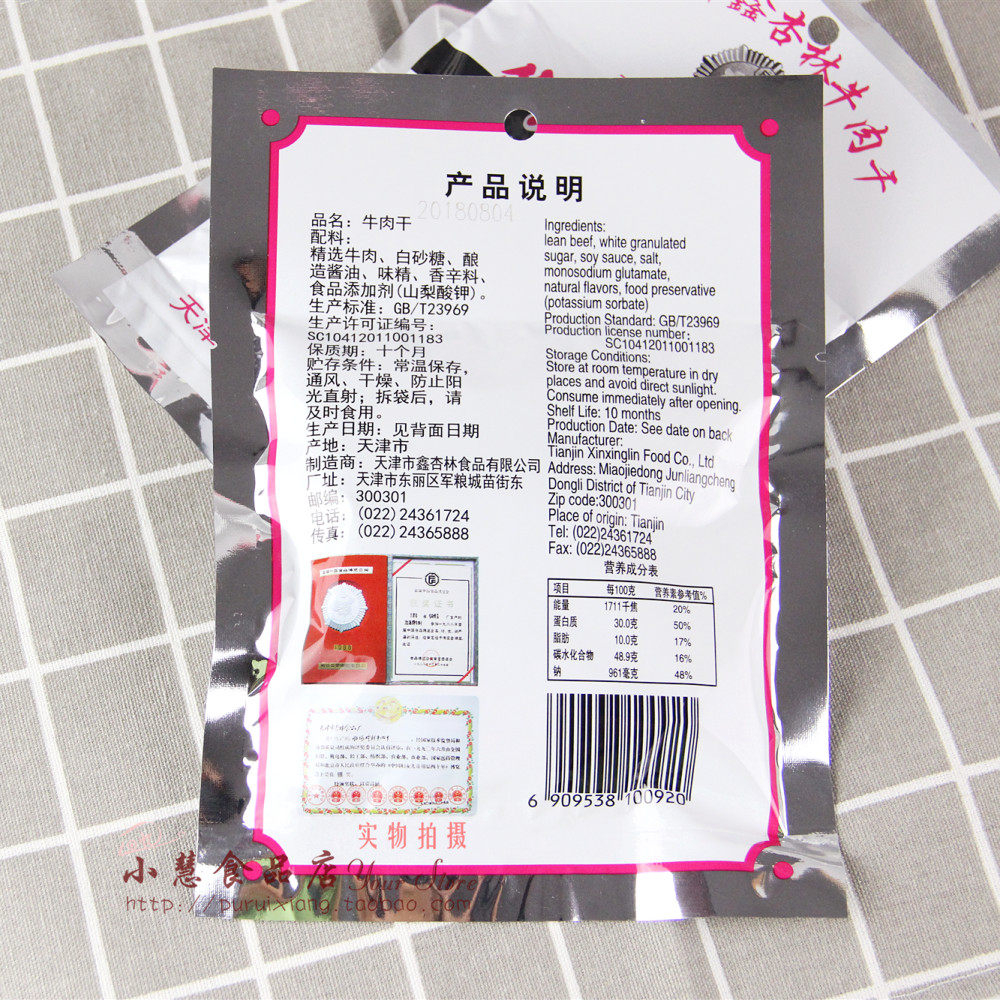 鑫杏林牛肉干
天津
产品说明
20180804
品名：牛肉干
配料：
精选牛肉、白砂糖、酿
造酱油、味精、香辛料、
食品添加剂(山梨酸钾)。
生产标准：GB/T23969
生产许可证编号：
SC10412011001183
保质期：十个月
贮存条件：常温保存，
通风、干燥、防止阳
光直射；拆袋后，请
及时食用。
生产日期：见背面日期
产地：天津市
制造商：天津市鑫杏林食品有限公司
厂址：天津市东丽区军粮城苗街东
邮编：300301
电话：(022)24361724
传真：(022)24365888
Ingredients:
lean beef, white granulated
sugar, soy sauce, salt,
monosodium glutamate,
natural flavors, food preservative
(potassium sorbate)
Production Standard: GB/T23969
Production license number:
SC10412011001183
Storage Conditions:
Store at room temperature in dry
places and avoid direct sunlight.
Consume immediately after opening.
Shelf Life: 10 months
Production Date: See date on back
Manufacturer:
Tianjin Xinxinglin Food Co., Ltd
Address: Miaojiedong Junliangcheng
Dongli District of Tianjin City
Zip code:300301
Place of origin: Tianjin
Tel: (022)24361724
Fax: (022)24365888
营养成分表
项目 每100克 营养素参考值%
能量 1711千焦 20%
蛋白质 30.0克 50%
脂肪 10.0克 17%
碳水化合物 48.9克 16%
钠 961毫克 48%
6 909538 100920
实物拍摄
小慧食品店 Your Store
http://puruixiang.taobao.com